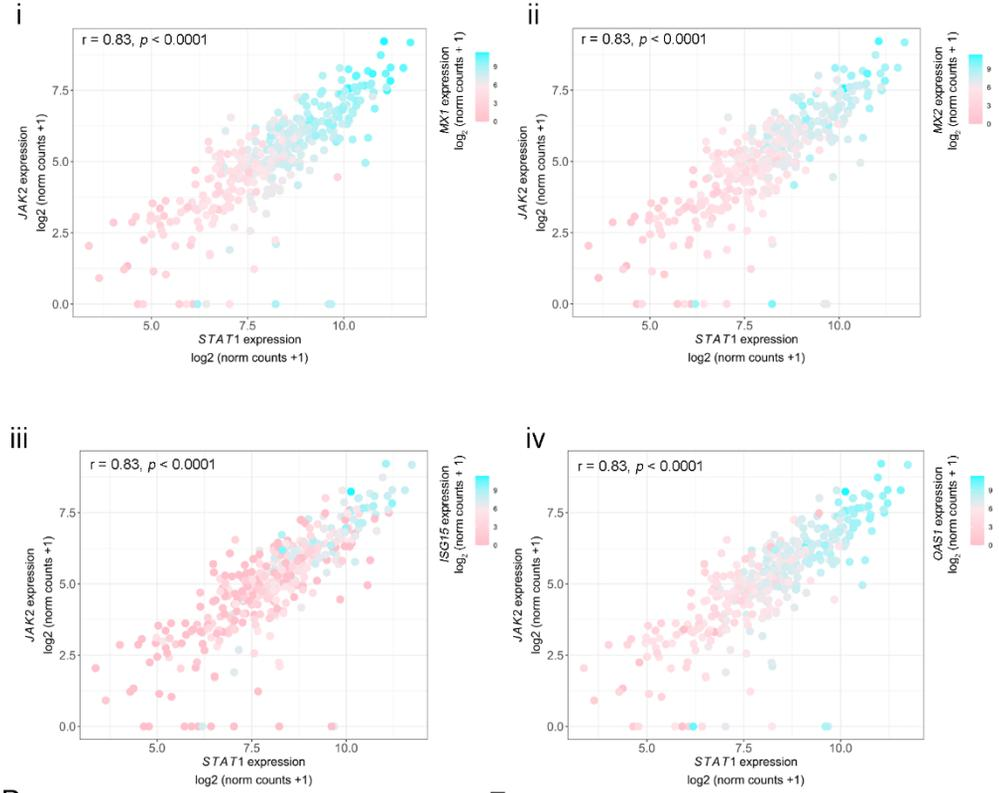 i
r = 0.83, p < 0.0001
JAK2 expression
log2 (norm counts +1)
7.5
5.0
2.5
0.0
5.0
7.5
10.0
STAT1 expression
log2 (norm counts +1)
MX1 expression
log2 (norm counts + 1)
9
6
3
0
ii
r = 0.83, p < 0.0001
JAK2 expression
log2 (norm counts +1)
7.5
5.0
2.5
0.0
5.0
7.5
10.0
STAT1 expression
log2 (norm counts +1)
MX2 expression
log2 (norm counts + 1)
9
6
3
0
iii
r = 0.83, p < 0.0001
JAK2 expression
log2 (norm counts +1)
7.5
5.0
2.5
0.0
5.0
7.5
10.0
STAT1 expression
log2 (norm counts +1)
ISG15 expression
log2 (norm counts + 1)
9
6
3
0
iv
r = 0.83, p < 0.0001
JAK2 expression
log2 (norm counts +1)
7.5
5.0
2.5
0.0
5.0
7.5
10.0
STAT1 expression
log2 (norm counts +1)
OAS1 expression
log2 (norm counts + 1)
9
6
3
0